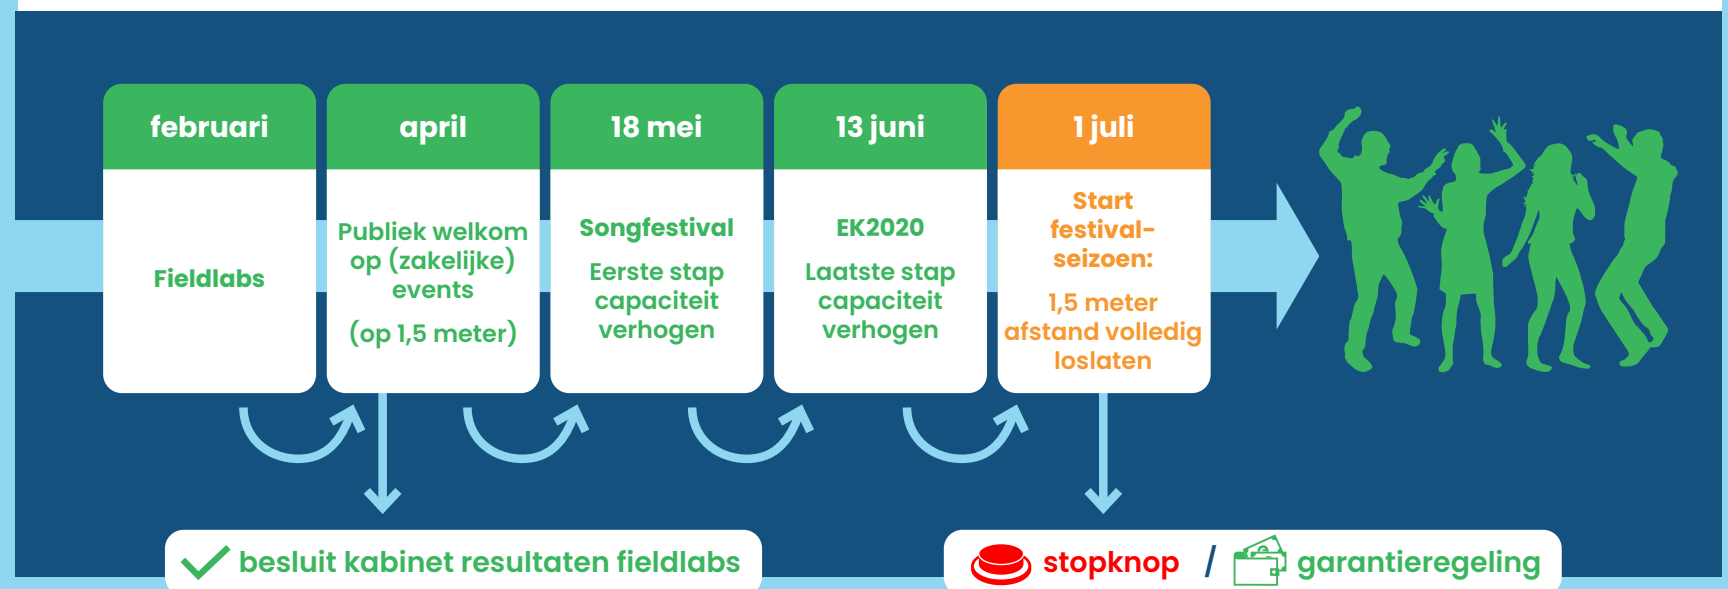 februari
april
18 mei
13 juni
1 juli
Fieldlabs
Publiek welkom
op (zakelijke)
events
(op 1,5 meter)
Songfestival
Eerste stap
capaciteit
verhogen
EK2020
Laatste stap
capaciteit
verhogen
Start
festival-
seizoen:
1,5 meter
afstand volledig
loslaten
besluit kabinet resultaten fieldlabs
stopknop / garantieregeling